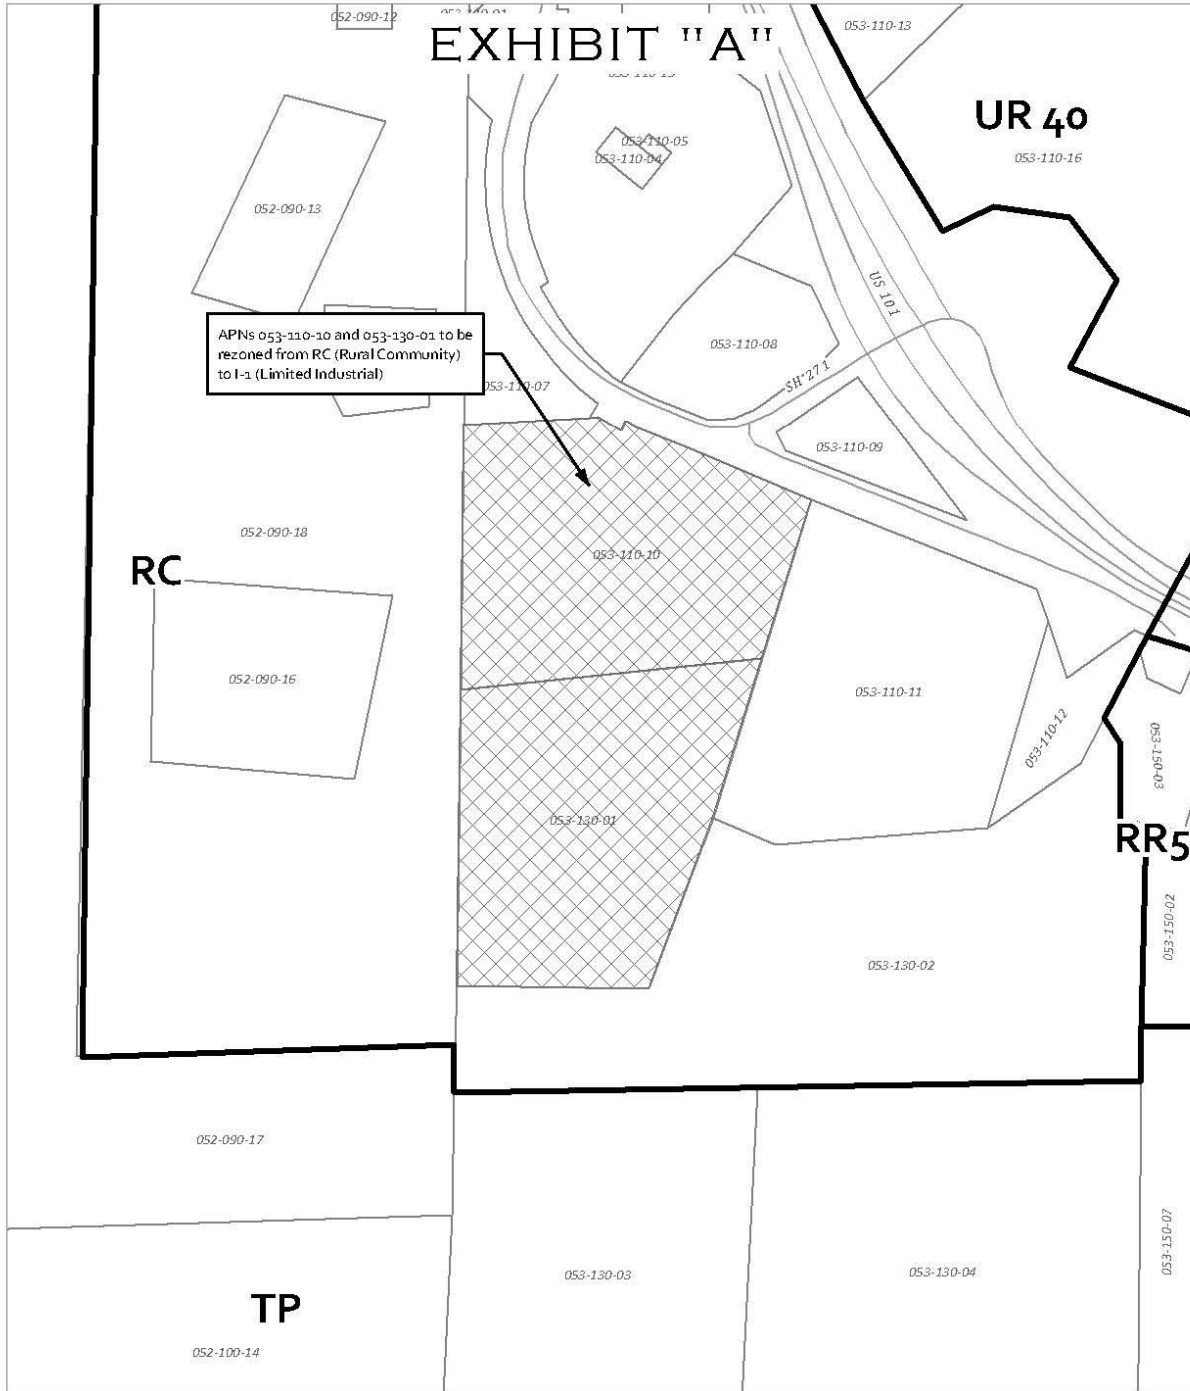 052-090-12
EXHIBIT "A"
053-110-13
UR 40
053-110-05
053-110-04
053-110-16
052-090-13
US 101
APNs 053-110-10 and 053-130-01 to be
rezoned from RC (Rural Community)
to I-1 (Limited Industrial)
053-110-08
SH 271
053-110-07
053-110-09
052-090-18
053-110-10
RC
052-090-16
053-110-11
053-110-12
053-150-03
053-130-01
RR5
053-150-02
053-130-02
052-090-17
053-150-07
053-130-03
053-130-04
TP
052-100-14